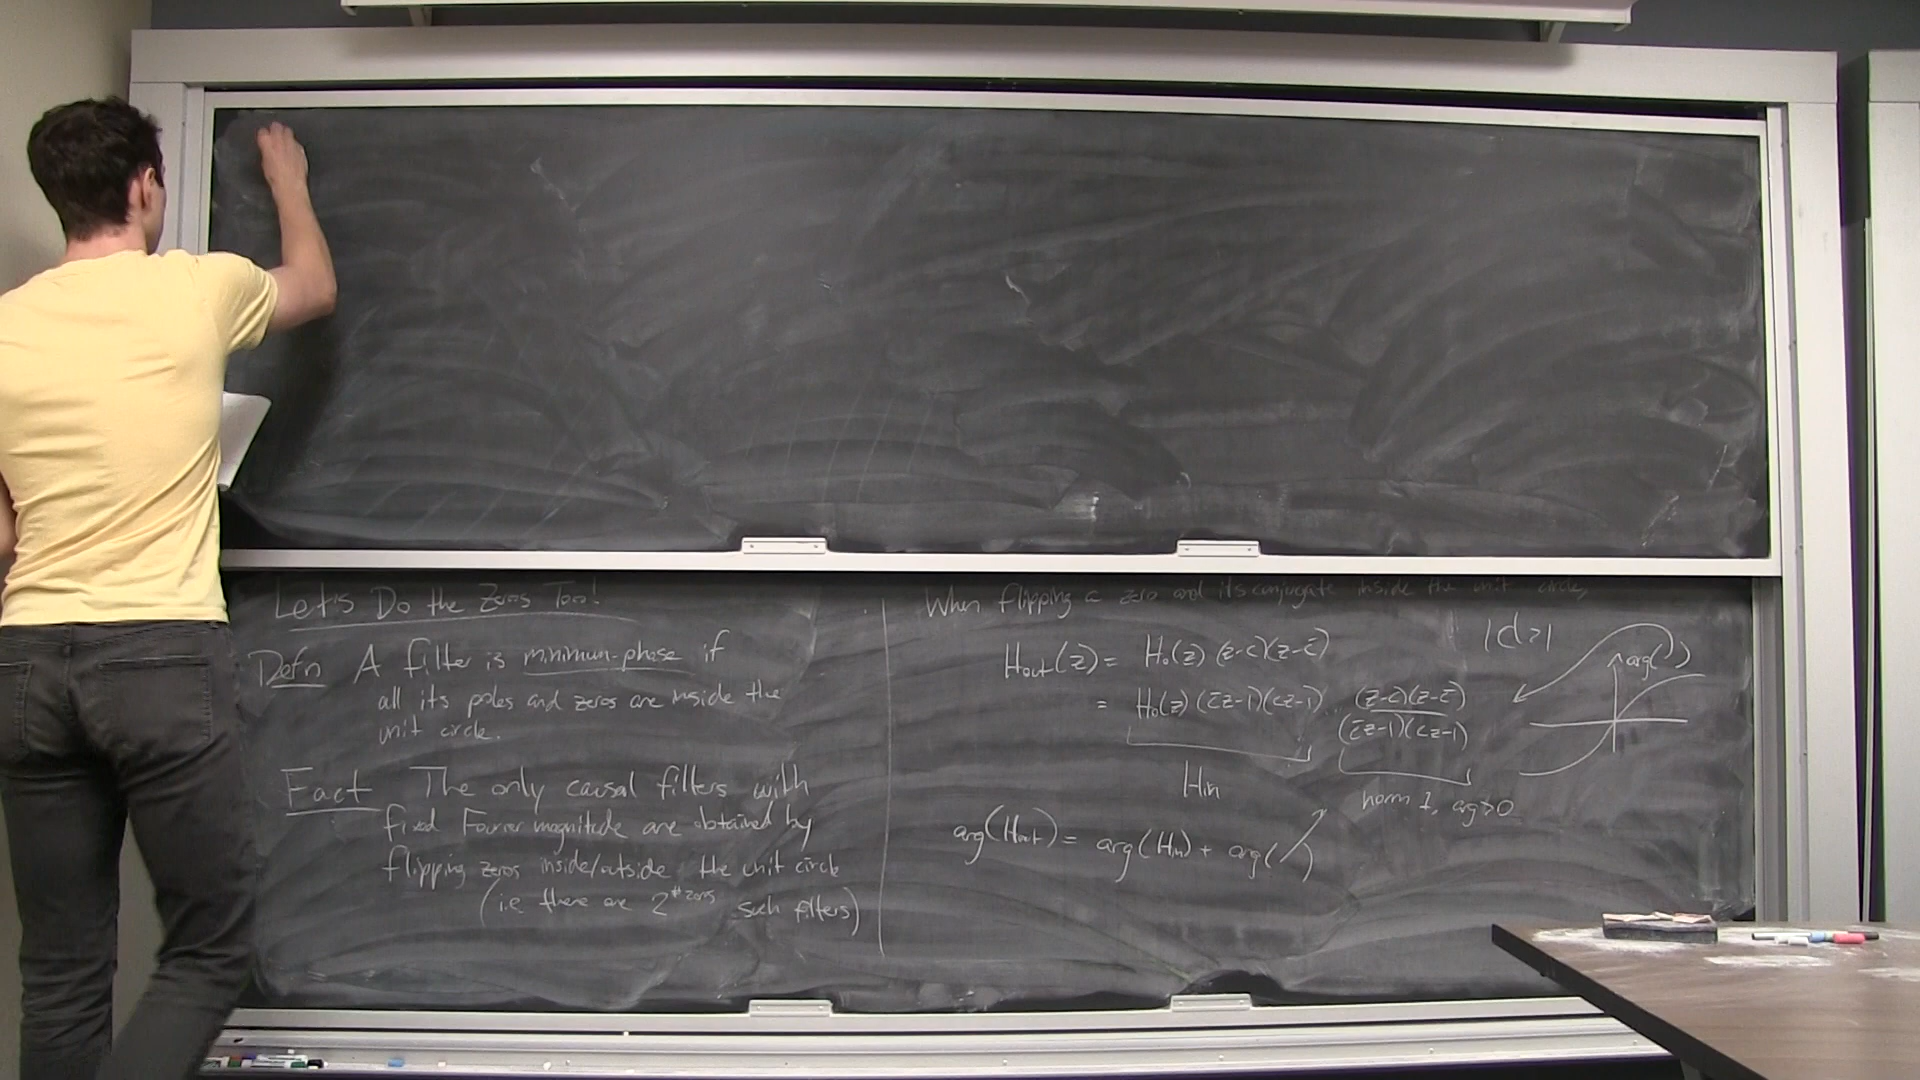 Let's Do the Zeros Too!
Defn A filter is minimum-phase if
all its poles and zeros are inside the
unit circle.
Fact The only causal filters with
fixed Fourier magnitude are obtained by
flipping zeros inside/outside the unit circle
(i.e. there are 2^#zeros such filters)
When flipping a zero and its conjugate inside the unit circle,
|c|>1
H_out(z) = H_0(z) (z-c)(z-c̄)
= H_0(z) (c̄z-1)(cz-1) · (z-c)(z-c̄) / (c̄z-1)(cz-1)
arg( )
H_in
norm 1, arg>0
arg(H_out) = arg(H_in) + arg( )